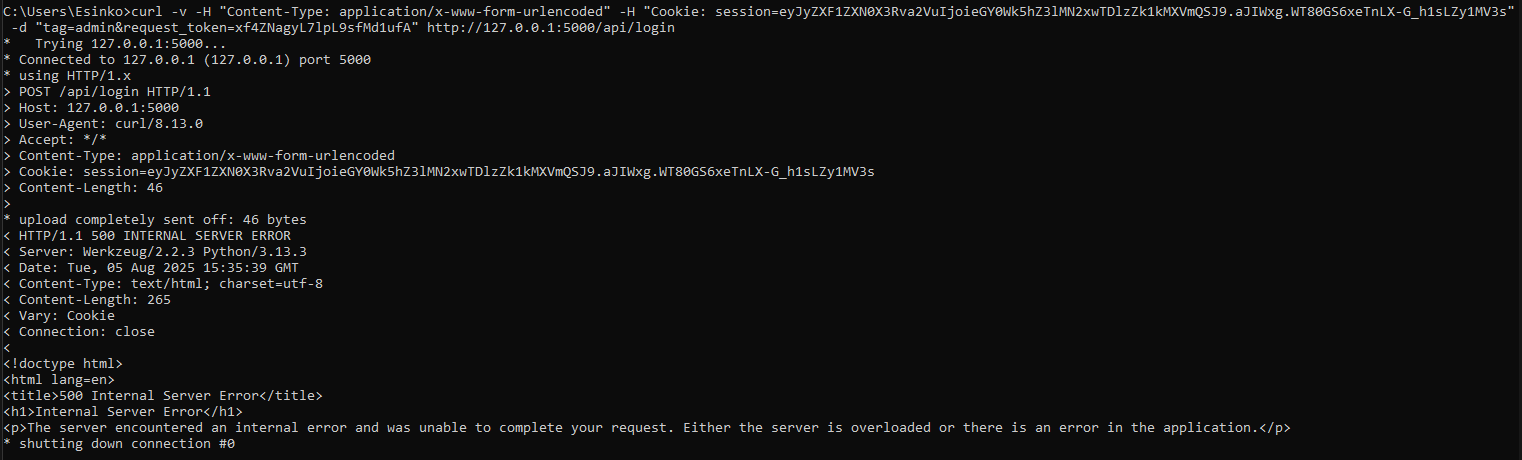 C:\Users\Esinko>curl -v -H "Content-Type: application/x-www-form-urlencoded" -H "Cookie: session=eyJyZXF1ZXN0X3Rva2VuIjoieGY0Wk5hZ3lMN2xwTDlzZk1kMXVmQSJ9.aJIWxg.WT80GS6xeTnLX-G_h1sLZy1MV3s"
-d "tag=admin&request_token=xf4ZNagyL7lpL9sfMd1ufA" http://127.0.0.1:5000/api/login
*   Trying 127.0.0.1:5000...
* Connected to 127.0.0.1 (127.0.0.1) port 5000
* using HTTP/1.x
> POST /api/login HTTP/1.1
> Host: 127.0.0.1:5000
> User-Agent: curl/8.13.0
> Accept: */*
> Content-Type: application/x-www-form-urlencoded
> Cookie: session=eyJyZXF1ZXN0X3Rva2VuIjoieGY0Wk5hZ3lMN2xwTDlzZk1kMXVmQSJ9.aJIWxg.WT80GS6xeTnLX-G_h1sLZy1MV3s
> Content-Length: 46
>
* upload completely sent off: 46 bytes
< HTTP/1.1 500 INTERNAL SERVER ERROR
< Server: Werkzeug/2.2.3 Python/3.13.3
< Date: Tue, 05 Aug 2025 15:35:39 GMT
< Content-Type: text/html; charset=utf-8
< Content-Length: 265
< Vary: Cookie
< Connection: close
<
<!doctype html>
<html lang=en>
<title>500 Internal Server Error</title>
<h1>Internal Server Error</h1>
<p>The server encountered an internal error and was unable to complete your request. Either the server is overloaded or there is an error in the application.</p>
* shutting down connection #0